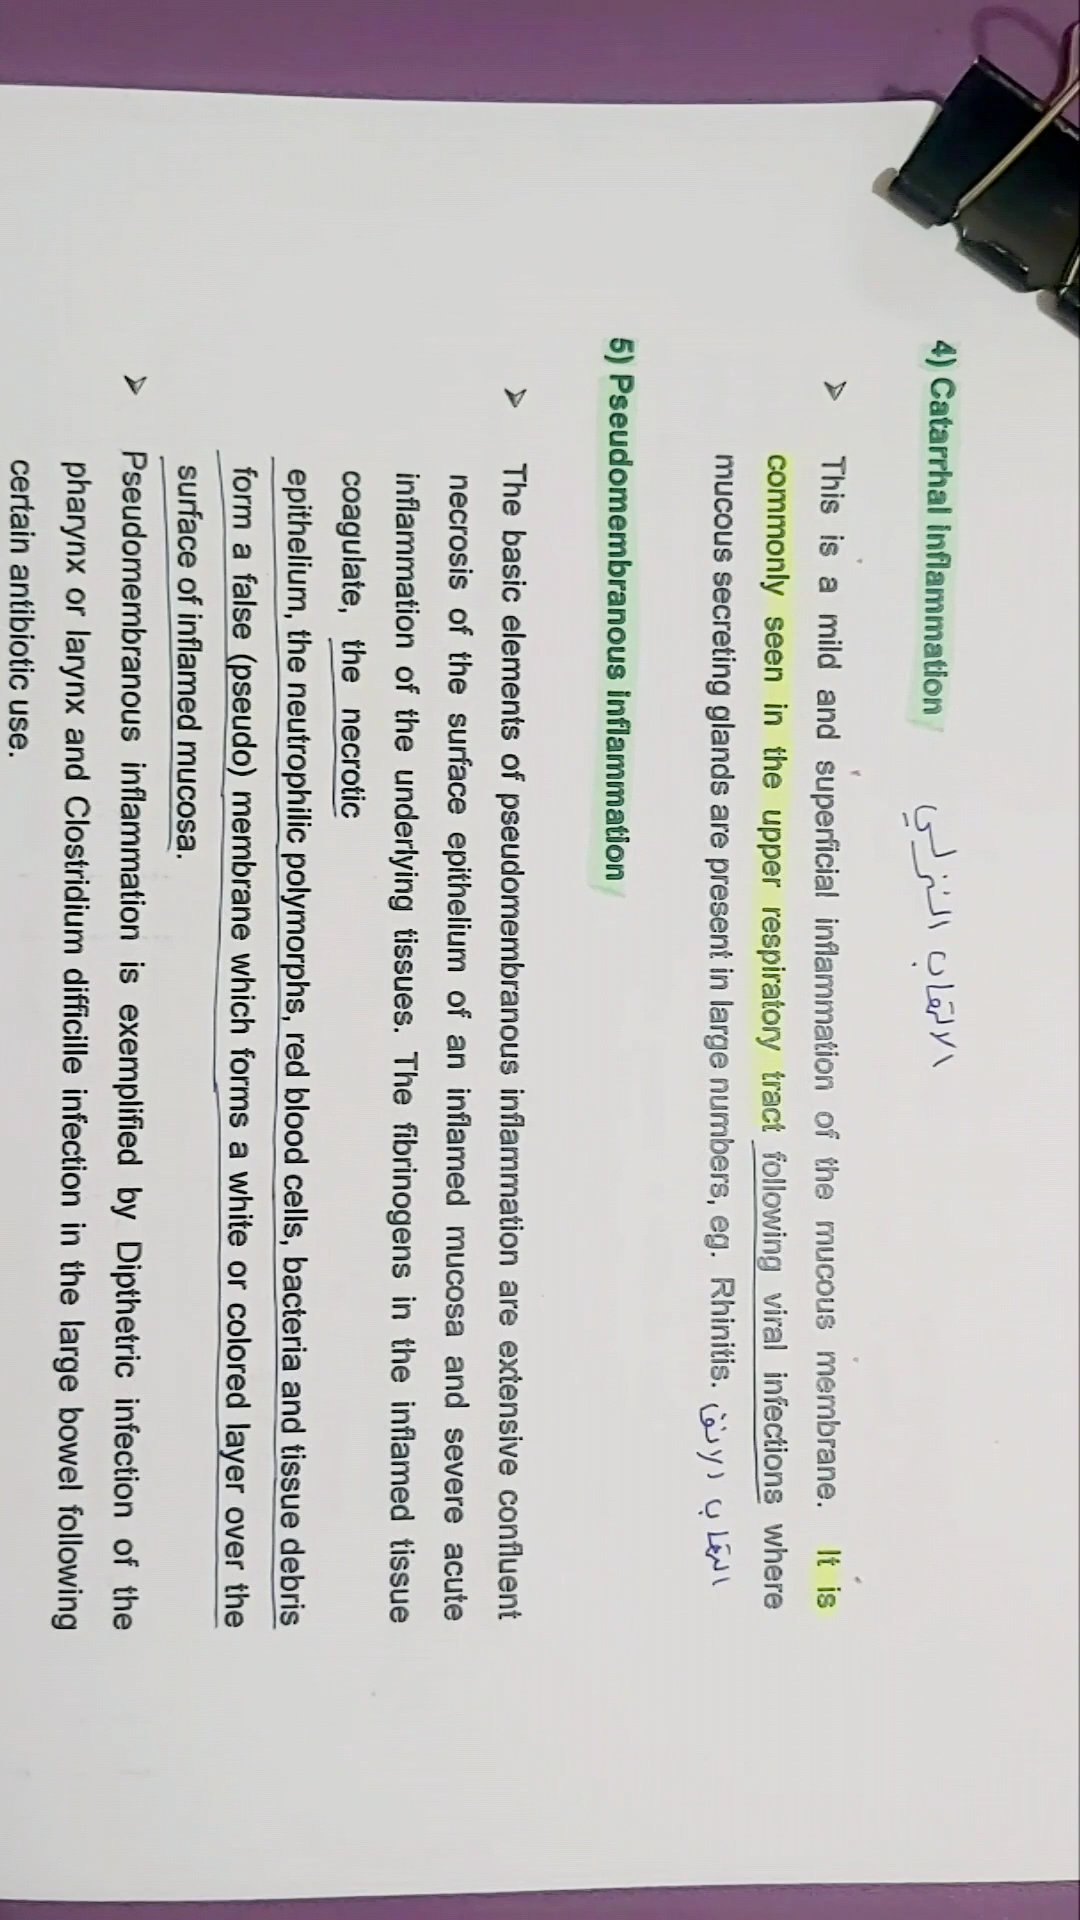 4) Catarrhal inflammation الالتهاب النزلي
➢ This is a mild and superficial inflammation of the mucous membrane. It is
commonly seen in the upper respiratory tract following viral infections where
mucous secreting glands are present in large numbers, eg. Rhinitis. التهاب الانف
5) Pseudomembranous inflammation
➢ The basic elements of pseudomembranous inflammation are extensive confluent
necrosis of the surface epithelium of an inflamed mucosa and severe acute
inflammation of the underlying tissues. The fibrinogens in the inflamed tissue
coagulate, the necrotic
epithelium, the neutrophilic polymorphs, red blood cells, bacteria and tissue debris
form a false (pseudo) membrane which forms a white or colored layer over the
surface of inflamed mucosa.
➢ Pseudomembranous inflammation is exemplified by Dipthetric infection of the
pharynx or larynx and Clostridium difficille infection in the large bowel following
certain antibiotic use.